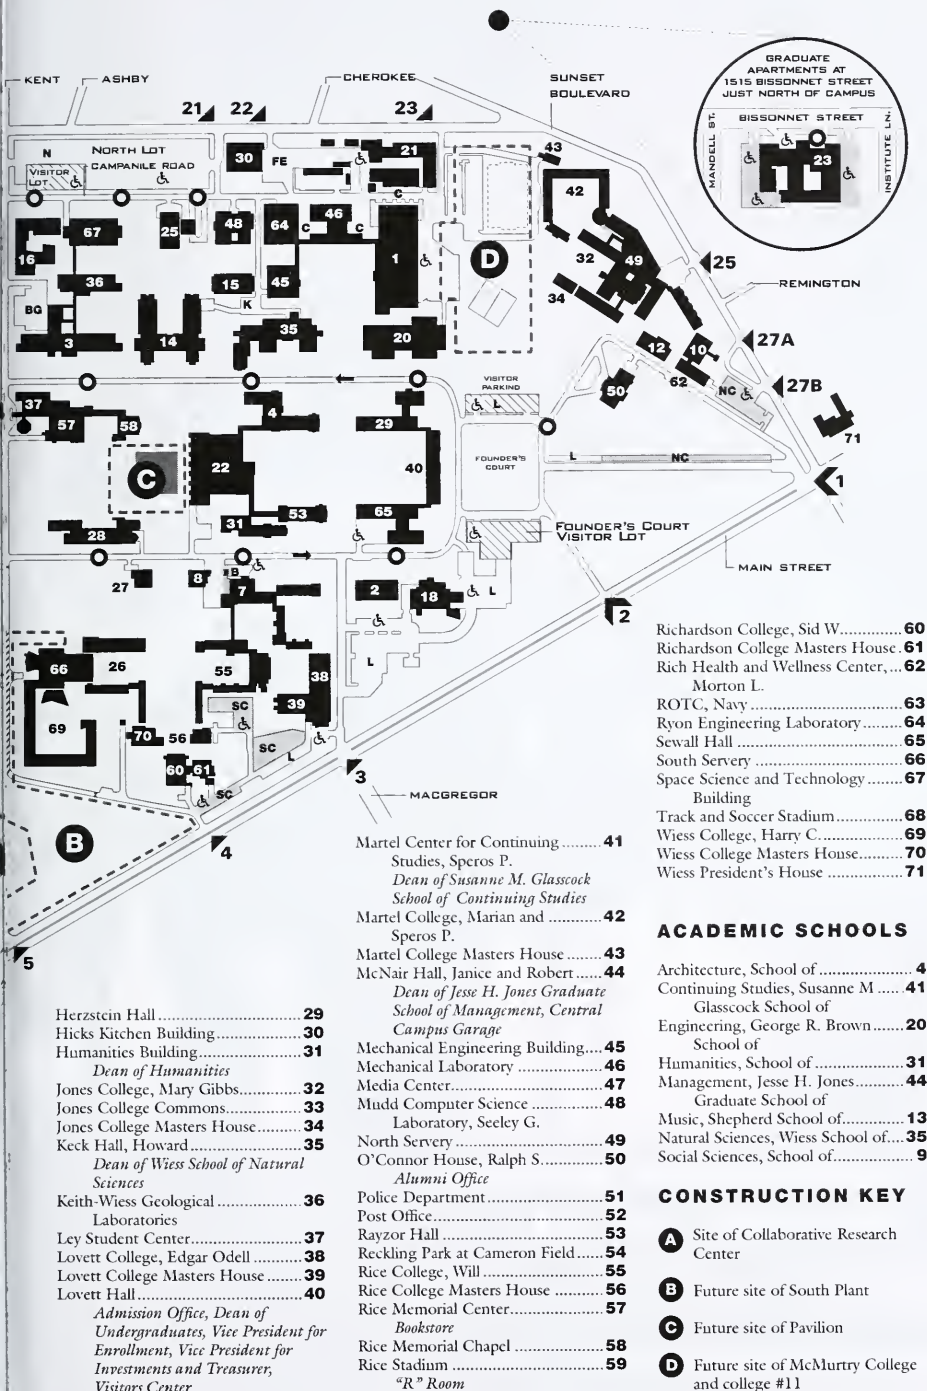 KENT
ASHBY
CHEROKEE
SUNSET
BOULEVARD
GRADUATE
APARTMENTS AT
1515 BISSONNET STREET
JUST NORTH OF CAMPUS
BISSONNET STREET
MANDELL ST.
INSTITUTE LN.
23
21
22
23
43
N
NORTH LOT
CAMPANILE ROAD
VISITOR
LOT
30
FE
21
C
42
67
25
48
64
46
C
C
1
16
D
32
49
25
36
15
45
34
REMINGTON
BG
K
3
14
35
20
12
10
27A
62
50
NC
27B
VISITOR
PARKING
L
37
57
58
4
29
71
C
22
40
FOUNDER'S
COURT
L
NC
1
28
31
53
65
FOUNDER'S COURT
VISITOR LOT
27
8
B
7
2
18
L
MAIN STREET
2
66
26
55
38
L
69
SC
39
70
56
SC
L
60
61
SC
3
MACGREGOR
B
4
5
Richardson College, Sid W.............60
Richardson College Masters House.61
Rich Health and Wellness Center,...62
Morton L.
ROTC, Navy..............63
Ryon Engineering Laboratory........64
Sewall Hall........................65
South Servery.....................66
Space Science and Technology.......67
Building
Track and Soccer Stadium...........68
Wiess College, Harry C.............69
Wiess College Masters House.........70
Wiess President's House ................71
ACADEMIC SCHOOLS
Architecture, School of..................... 4
Continuing Studies, Susanne M .....41
Glasscock School of
Engineering, George R. Brown.......20
School of
Humanities, School of..................31
Management, Jesse H. Jones..........44
Graduate School of
Music, Shepherd School of............13
Natural Sciences, Wiess School of....35
Social Sciences, School of................9
CONSTRUCTION KEY
A Site of Collaborative Research
Center
B Future site of South Plant
C Future site of Pavilion
D Future site of McMurtry College
and college #11
Martel Center for Continuing ........41
Studies, Speros P.
Dean of Susanne M. Glasscock
School of Continuing Studies
Martel College, Marian and ..........42
Speros P.
Martel College Masters House .......43
McNair Hall, Janice and Robert......44
Dean of Jesse H. Jones Graduate
School of Management, Central
Campus Garage
Mechanical Engineering Building....45
Mechanical Laboratory ................46
Media Center...........................47
Mudd Computer Science .............48
Laboratory, Seeley G.
North Servery...........................49
O'Connor House, Ralph S............50
Alumni Office
Police Department......................51
Post Office...............................52
Rayzor Hall..............................53
Reckling Park at Cameron Field.....54
Rice College, Will.......................55
Rice College Masters House ..........56
Rice Memorial Center..................57
Bookstore
Rice Memorial Chapel .................58
Rice Stadium ............................59
"R" Room
Herzstein Hall..........................29
Hicks Kitchen Building................30
Humanities Building...................31
Dean of Humanities
Jones College, Mary Gibbs............32
Jones College Commons..............33
Jones College Masters House.........34
Keck Hall, Howard.....................35
Dean of Wiess School of Natural
Sciences
Keith-Wiess Geological ................36
Laboratories
Ley Student Center.....................37
Lovett College, Edgar Odell ..........38
Lovett College Masters House ........39
Lovett Hall...............................40
Admission Office, Dean of
Undergraduates, Vice President for
Enrollment, Vice President for
Investments and Treasurer,
Visitors Center